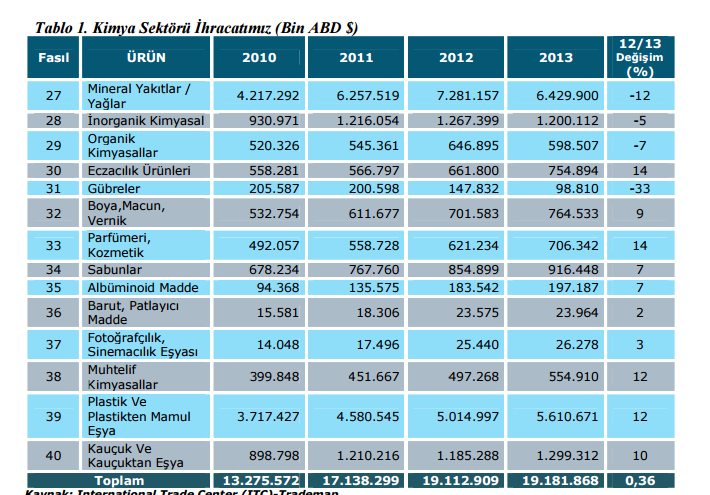 Tablo 1. Kimya Sektörü İhracatımız (Bin ABD $)
Fasıl ÜRÜN 2010 2011 2012 2013 12/13 Değişim (%)
27 Mineral Yakıtlar / Yağlar 4.217.292 6.257.519 7.281.157 6.429.900 -12
28 İnorganik Kimyasal 930.971 1.216.054 1.267.399 1.200.112 -5
29 Organik Kimyasallar 520.326 545.361 646.895 598.507 -7
30 Eczacılık Ürünleri 558.281 566.797 661.800 754.894 14
31 Gübreler 205.587 200.598 147.832 98.810 -33
32 Boya,Macun, Vernik 532.754 611.677 701.583 764.533 9
33 Parfümeri, Kozmetik 492.057 558.728 621.234 706.342 14
34 Sabunlar 678.234 767.760 854.899 916.448 7
35 Albüminoid Madde 94.368 135.575 183.542 197.187 7
36 Barut, Patlayıcı Madde 15.581 18.306 23.575 23.964 2
37 Fotoğrafçılık, Sinemacılık Eşyası 14.048 17.496 25.440 26.278 3
38 Muhtelif Kimyasallar 399.848 451.667 497.268 554.910 12
39 Plastik Ve Plastikten Mamul Eşya 3.717.427 4.580.545 5.014.997 5.610.671 12
40 Kauçuk Ve Kauçuktan Eşya 898.798 1.210.216 1.185.288 1.299.312 10
Toplam 13.275.572 17.138.299 19.112.909 19.181.868 0,36
Kaynak: International Trade Center (ITC)-Trademap